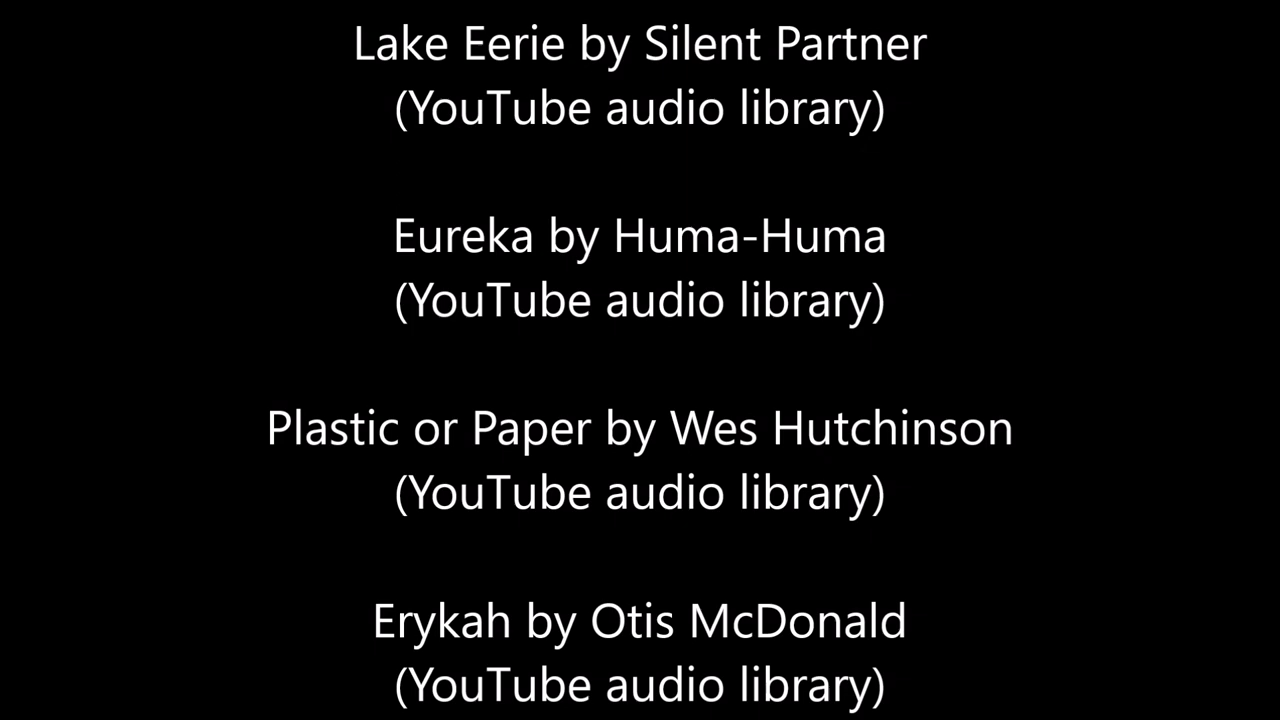 Lake Eerie by Silent Partner
(YouTube audio library)
Eureka by Huma-Huma
(YouTube audio library)
Plastic or Paper by Wes Hutchinson
(YouTube audio library)
Erykah by Otis McDonald
(YouTube audio library)